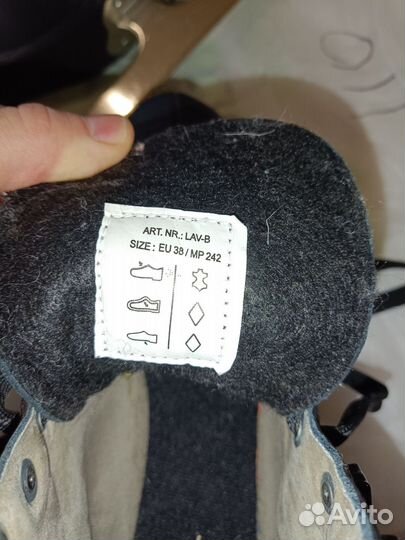 ART. NR.: LAV-B
SIZE : EU 38 / MP 242
Avito